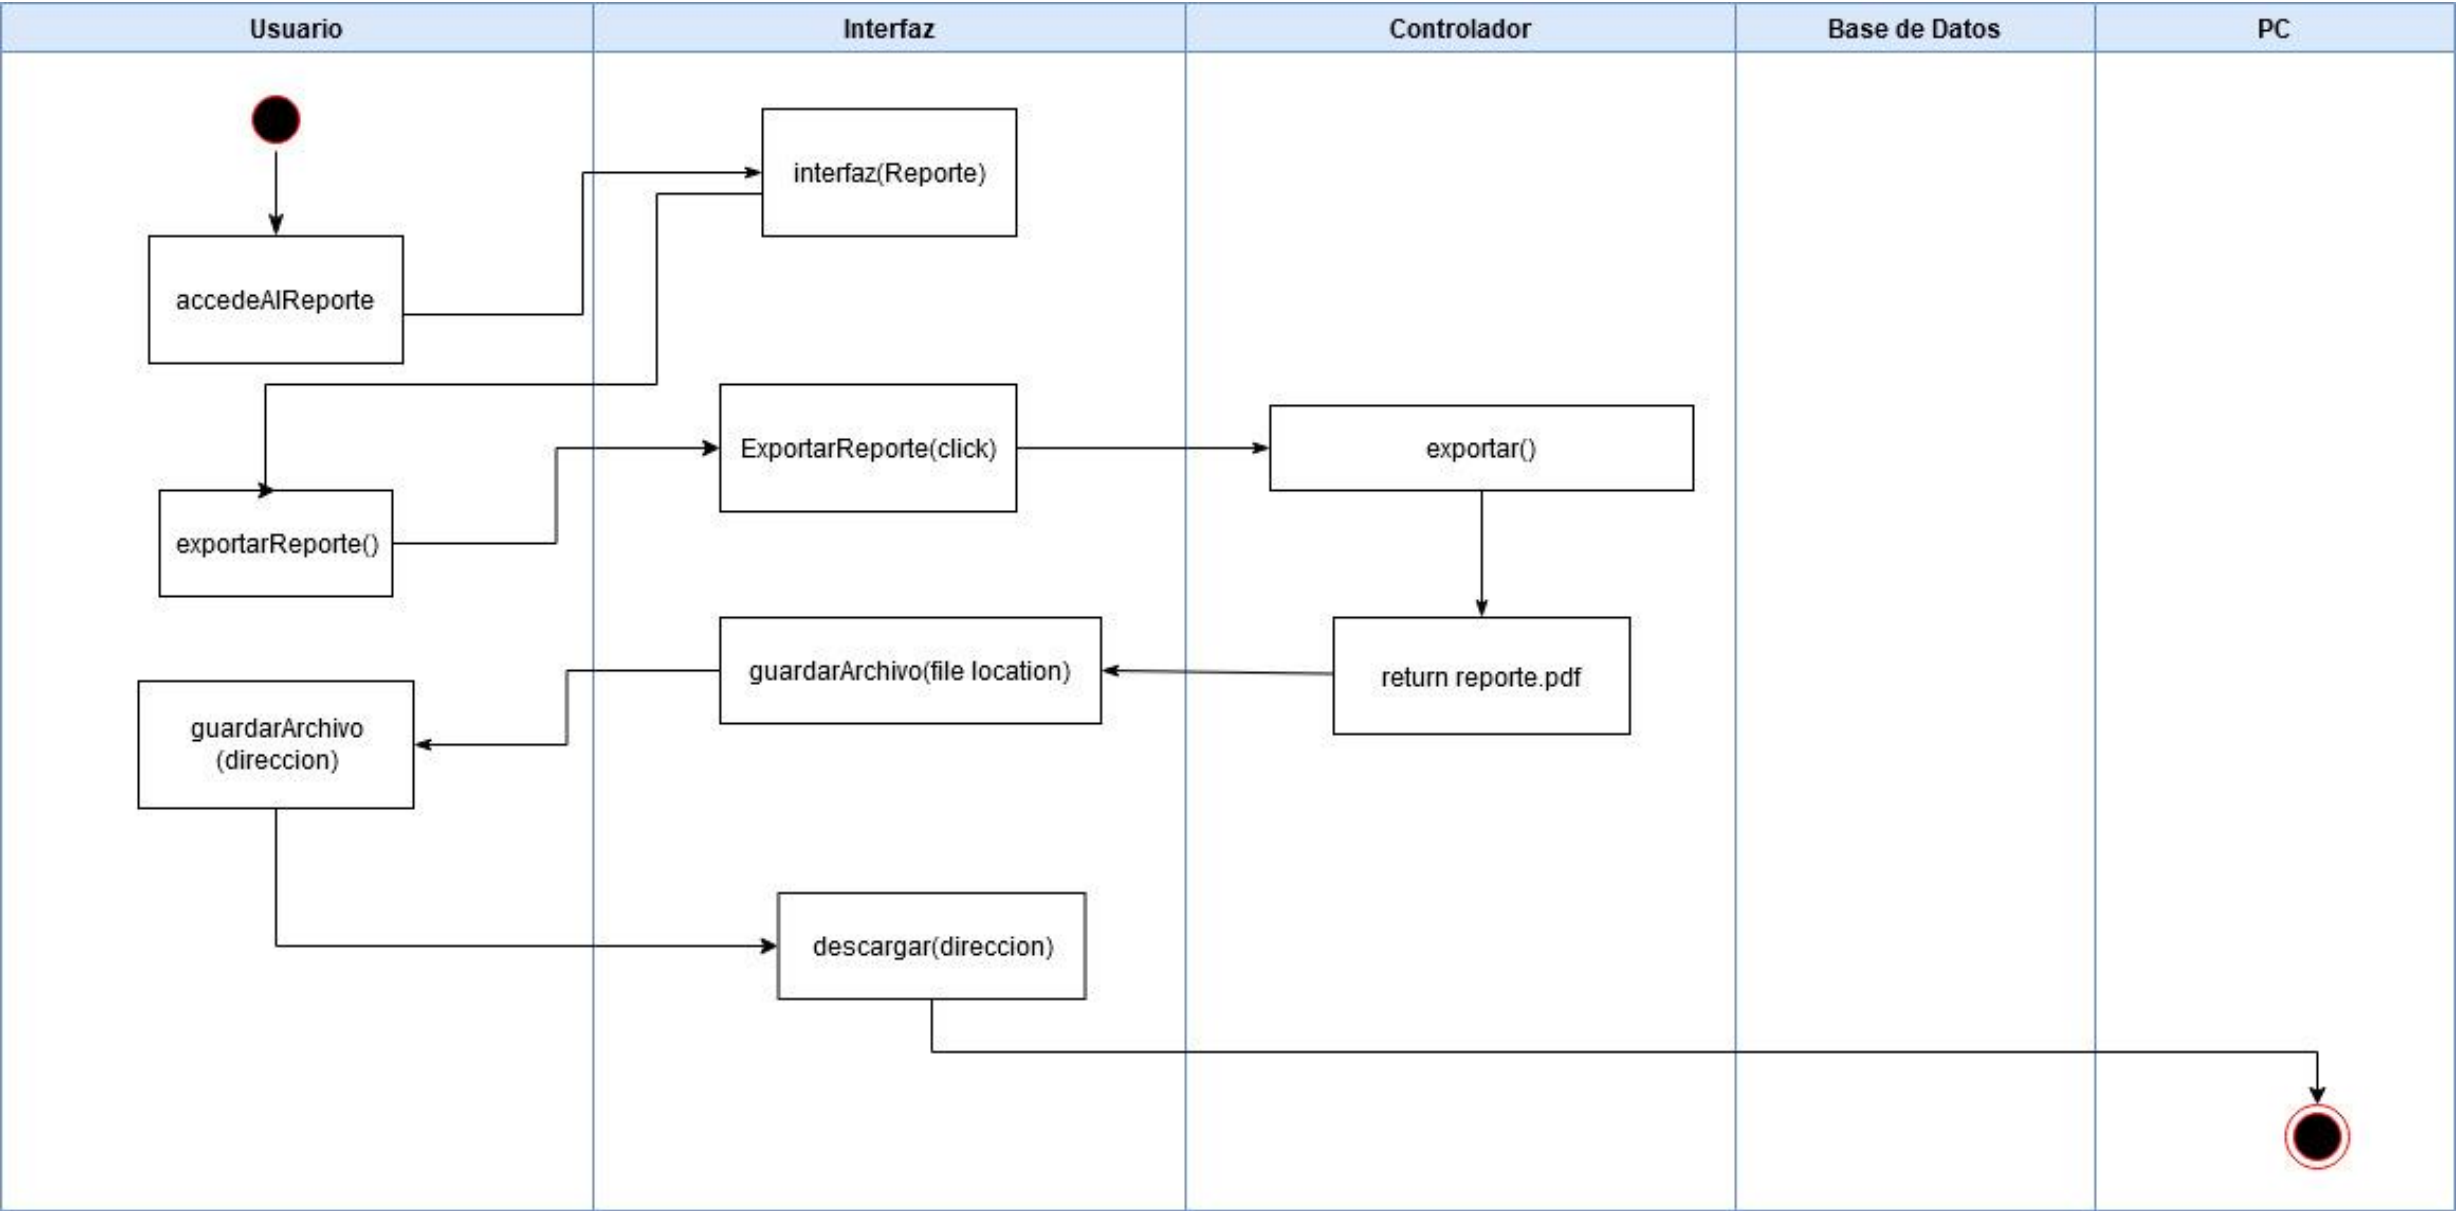 Usuario
Interfaz
Controlador
Base de Datos
PC
interfaz(Reporte)
accedeAlReporte
ExportarReporte(click)
exportar()
exportarReporte()
guardarArchivo(file location)
return reporte.pdf
guardarArchivo
(direccion)
descargar(direccion)